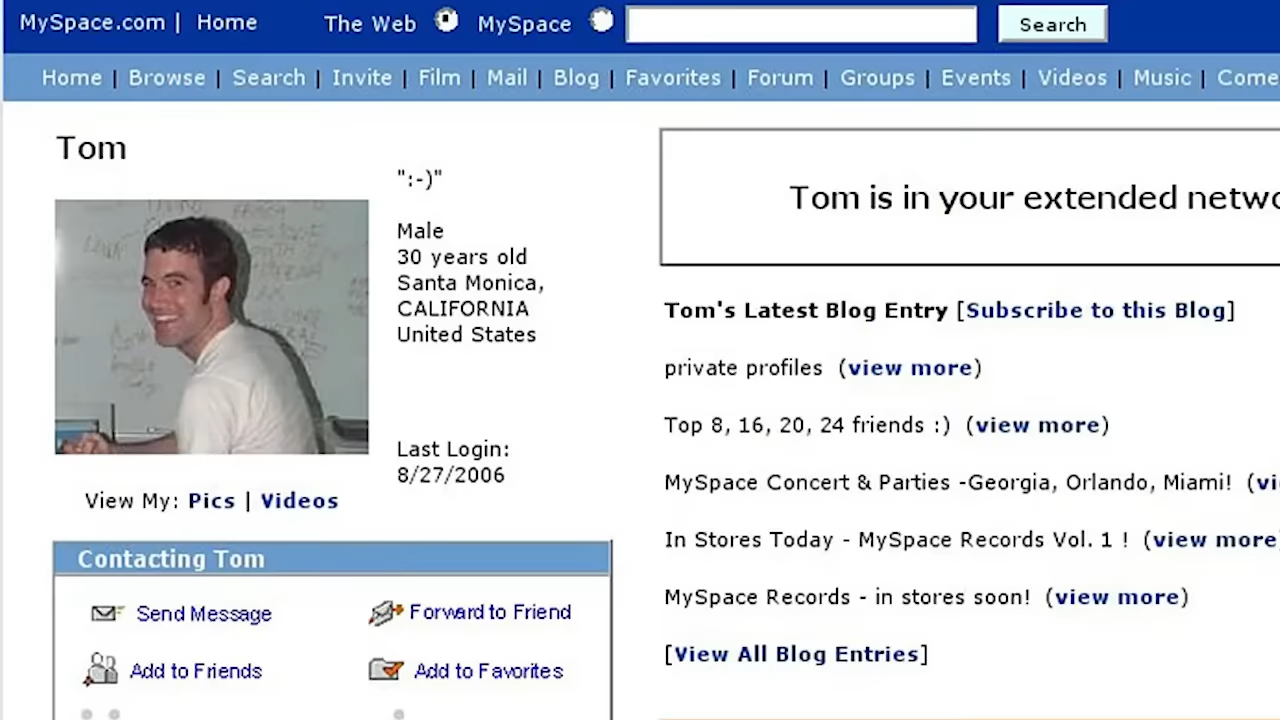 MySpace.com | Home The Web MySpace Search
Home | Browse | Search | Invite | Film | Mail | Blog | Favorites | Forum | Groups | Events | Videos | Music | Come
Tom
":-)"
Male
30 years old
Santa Monica,
CALIFORNIA
United States
Last Login:
8/27/2006
View My: Pics | Videos
Contacting Tom
Send Message Forward to Friend
Add to Friends Add to Favorites
Tom is in your extended netwo
Tom's Latest Blog Entry [Subscribe to this Blog]
private profiles (view more)
Top 8, 16, 20, 24 friends :) (view more)
MySpace Concert & Parties -Georgia, Orlando, Miami! (vi
In Stores Today - MySpace Records Vol. 1 ! (view more
MySpace Records - in stores soon! (view more)
[View All Blog Entries]